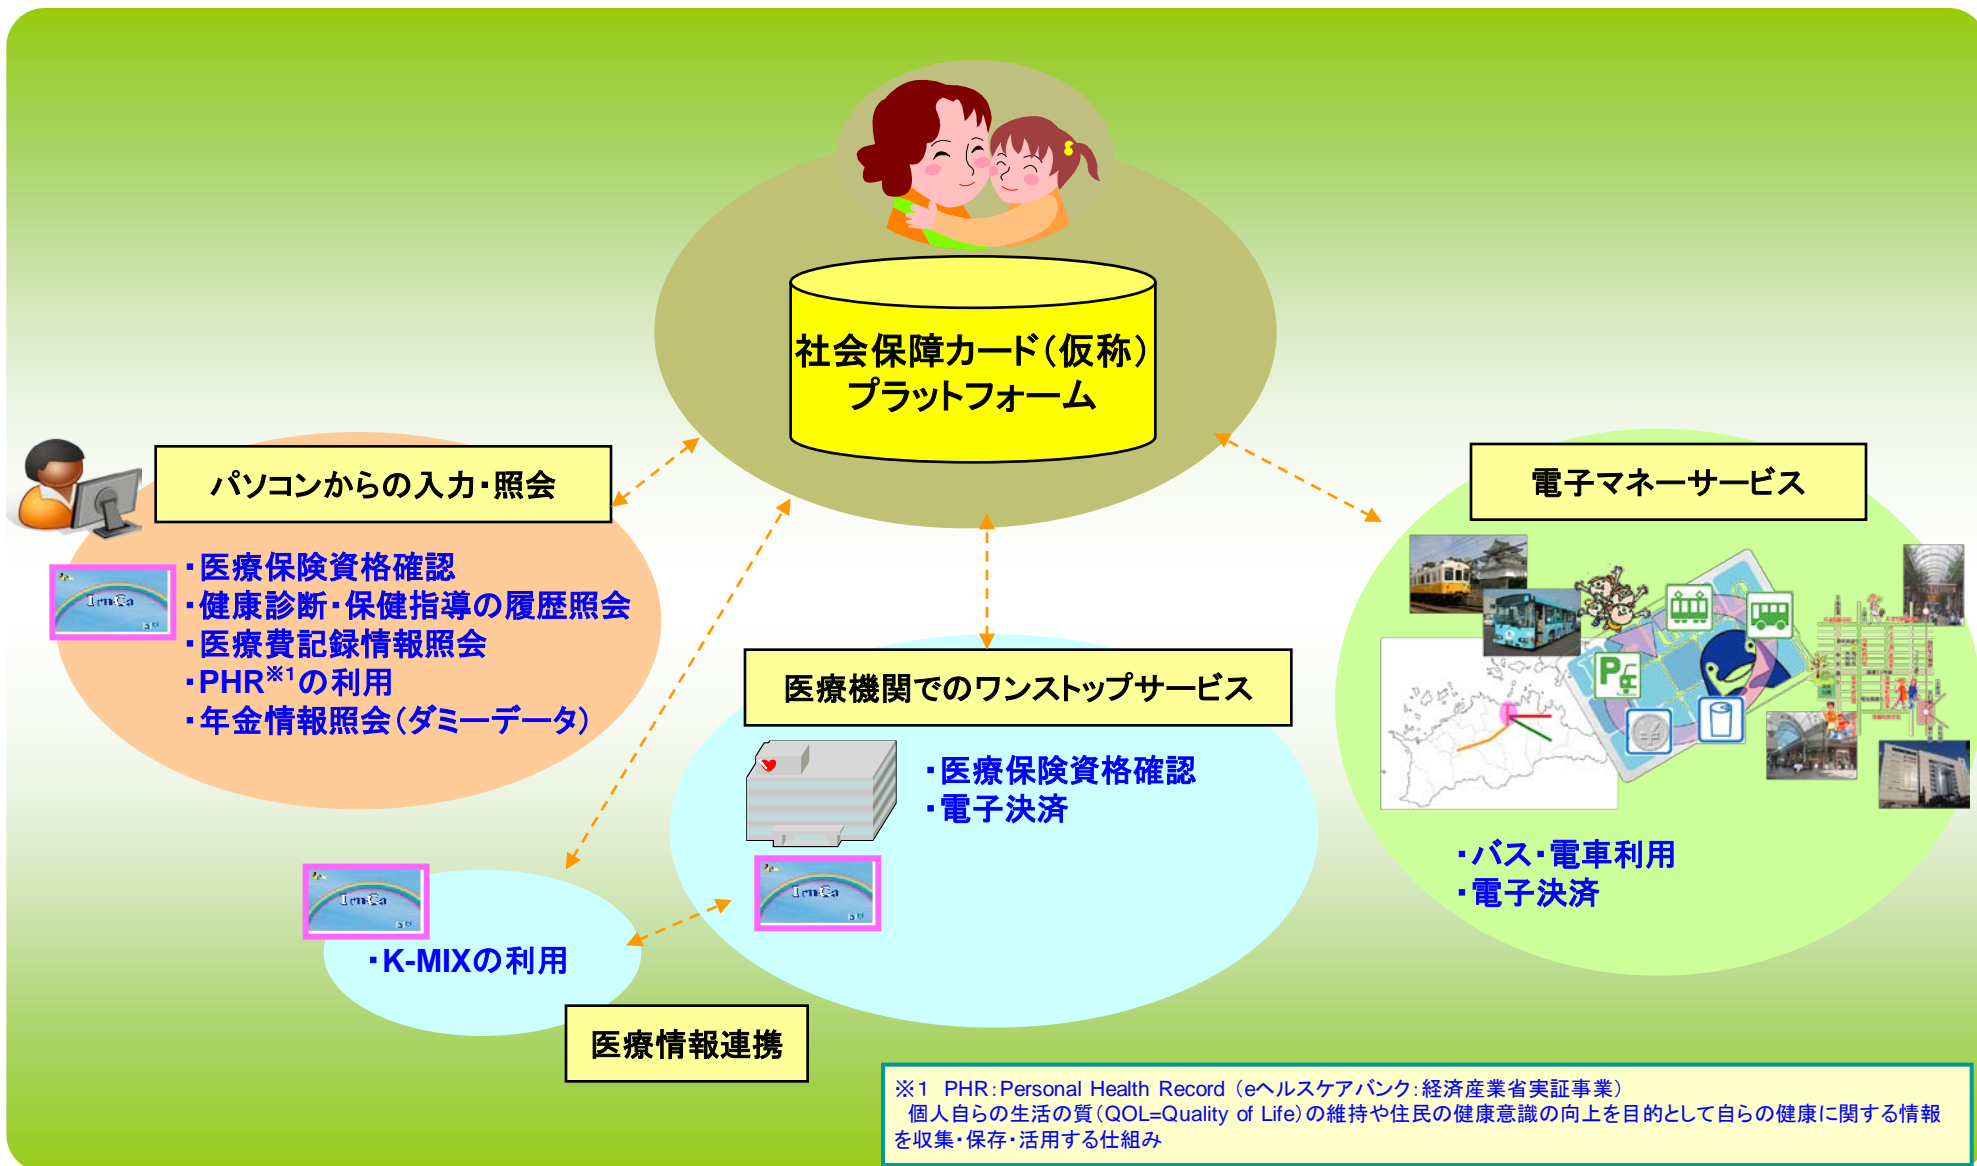 社会保障カード（仮称）
プラットフォーム
パソコンからの入力・照会
・医療保険資格確認
・健康診断・保健指導の履歴照会
・医療費記録情報照会
・PHR※1の利用
・年金情報照会（ダミーデータ）
IruCa
医療機関でのワンストップサービス
・医療保険資格確認
・電子決済
IruCa
IruCa
・K-MIXの利用
医療情報連携
電子マネーサービス
P
・バス・電車利用
・電子決済
※1　PHR：Personal Health Record （eヘルスケアバンク：経済産業省実証事業）
個人自らの生活の質（QOL=Quality of Life）の維持や住民の健康意識の向上を目的として自らの健康に関する情報
を収集・保存・活用する仕組み